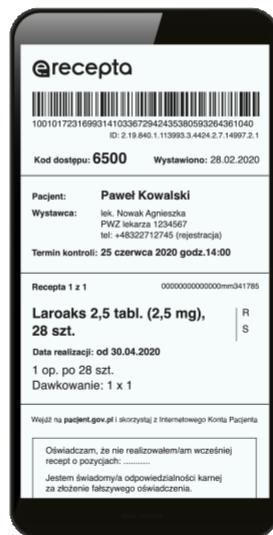 erecepta
10010172316993141033672942435380593264361040
ID: 2.19.840.1.113993.3.4424.2.7.14997.2.1
Kod dostępu: 6500 Wystawiono: 28.02.2020
Pacjent: Paweł Kowalski
Wystawca: lek. Nowak Agnieszka
PWZ lekarza 1234567
tel: +48322712745 (rejestracja)
Termin kontroli: 25 czerwca 2020 godz.14:00
Recepta 1 z 1 00000000000000mm341785
Laroaks 2,5 tabl. (2,5 mg), R
28 szt. S
Data realizacji: od 30.04.2020
1 op. po 28 szt.
Dawkowanie: 1 x 1
Wejdź na pacjent.gov.pl i skorzystaj z Internetowego Konta Pacjenta
Oświadczam, że nie realizowałem/am wcześniej
recept o pozycjach: ............
Jestem świadomy/a odpowiedzialności karnej
za złożenie fałszywego oświadczenia.